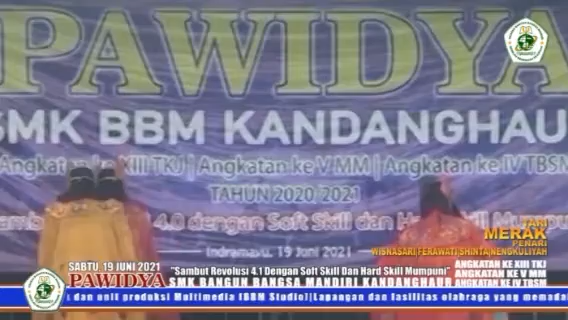 PAWIDYA
SMK BBM KANDANGHAUR
Angkatan ke XIII TKJ | Angkatan ke V MM | Angkatan ke IV TBSM
TAHUN 2020/2021
4.0 dengan Soft Skill dan
Indramayu, 19 Juni 2021
TARI
MERAK
PENARI
WISNASARI|FERAWATI|SHINTA|NENGKULIYAH
SABTU, 19 JUNI 2021
PAWIDYA
"Sambut Revolusi 4.1 Dengan Soft Skill Dan Hard Skill Mumpuni"
SMK BANGUN BANGSA MANDIRI KANDANGHAUR
ANGKATAN KE XIII TKJ
ANGKATAN KE V MM
ANGKATAN KE IV TBSM
dan unit produksi Multimedia (BBM Studio)|Lapangan dan fasilitas olahraga yang memadai